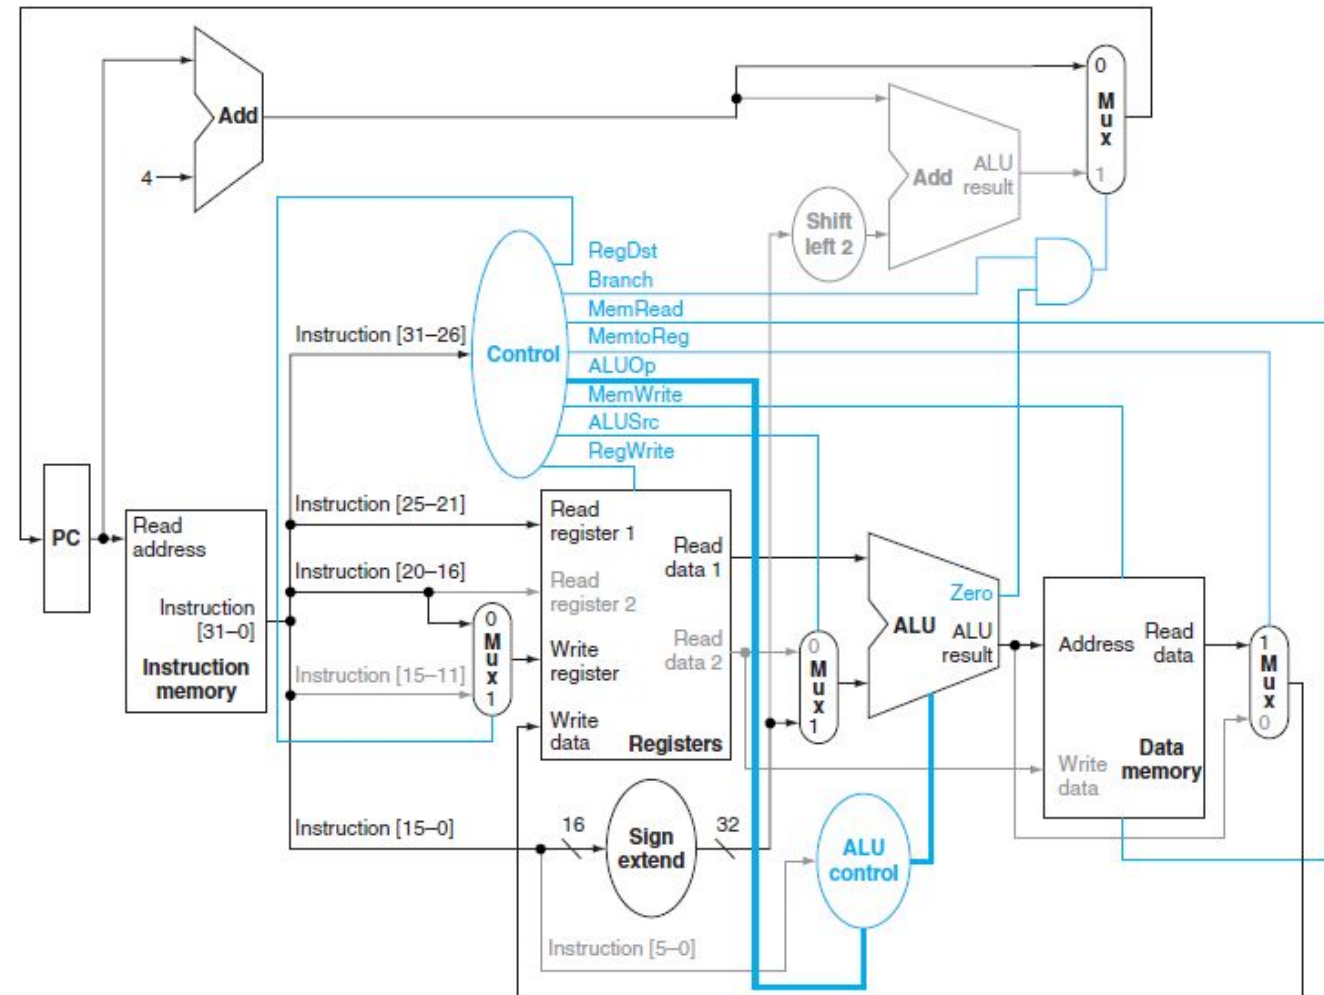 0
M
u
x
1
Add
4
Add
ALU
result
Shift
left 2
RegDst
Branch
MemRead
MemtoReg
ALUOp
MemWrite
ALUSrc
RegWrite
Control
Instruction [31–26]
Instruction [25–21]
Instruction [20–16]
Instruction [15–11]
Instruction [15–0]
Instruction [5–0]
PC
Read
address
Instruction
[31–0]
Instruction
memory
0
M
u
x
1
Read
register 1
Read
register 2
Write
register
Write
data
Read
data 1
Read
data 2
Registers
16
Sign
extend
32
0
M
u
x
1
Zero
ALU
ALU
result
ALU
control
Address
Read
data
Write
data
Data
memory
1
M
u
x
0